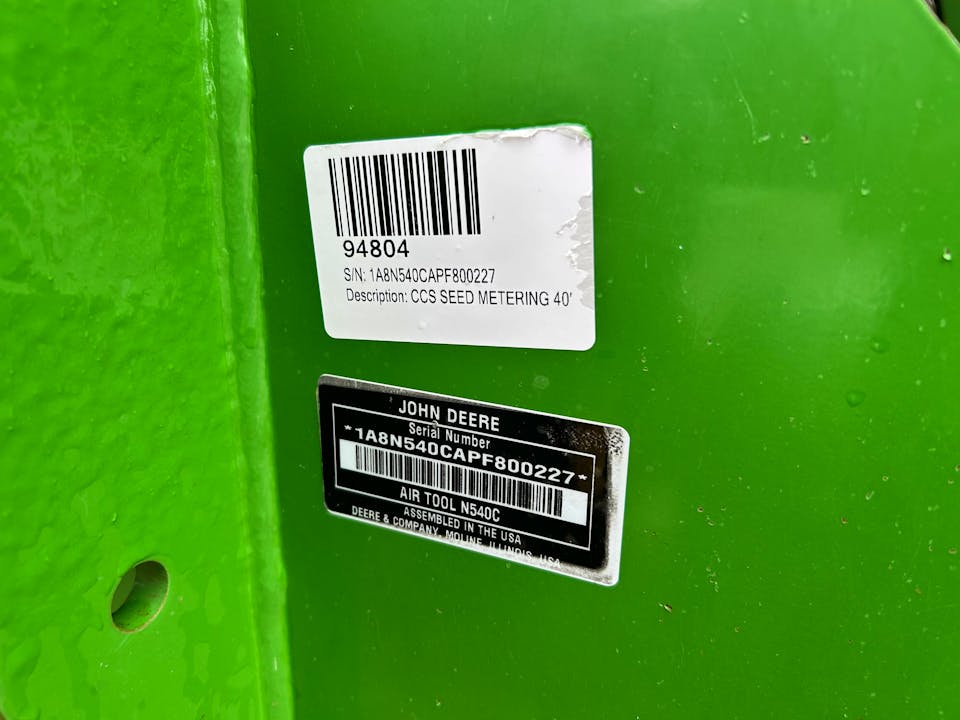 94804
S/N: 1A8N540CAPF800227
Description: CCS SEED METERING 40'
JOHN DEERE
Serial Number
*1A8N540CAPF800227*
AIR TOOL N540C
ASSEMBLED IN THE USA
DEERE & COMPANY, MOLINE, ILLINOIS, USA